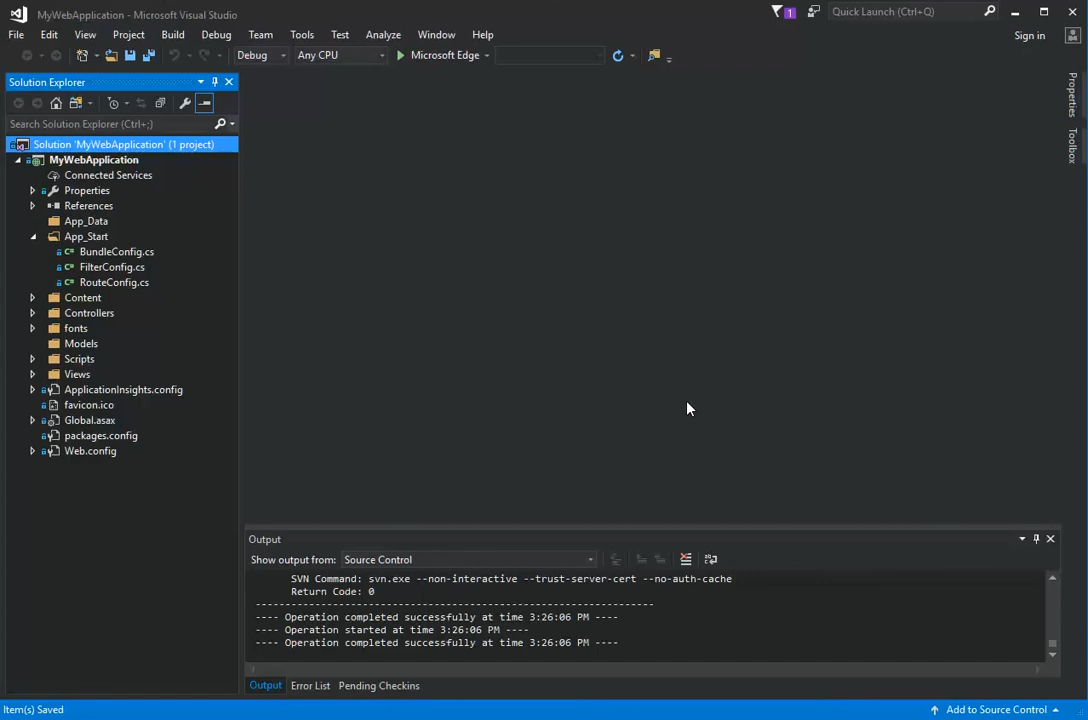 MyWebApplication - Microsoft Visual Studio
1
Quick Launch (Ctrl+Q)
File Edit View Project Build Debug Team Tools Test Analyze Window Help
Sign in
Debug Any CPU Microsoft Edge
Solution Explorer
Search Solution Explorer (Ctrl+;)
Solution 'MyWebApplication' (1 project)
MyWebApplication
Connected Services
Properties
References
App_Data
App_Start
BundleConfig.cs
FilterConfig.cs
RouteConfig.cs
Content
Controllers
fonts
Models
Scripts
Views
ApplicationInsights.config
favicon.ico
Global.asax
packages.config
Web.config
Properties
Toolbox
Output
Show output from: Source Control
SVN Command: svn.exe --non-interactive --trust-server-cert --no-auth-cache
Return Code: 0
----------------------------------------------------------------
---- Operation completed successfully at time 3:26:06 PM ----
---- Operation started at time 3:26:06 PM ----
---- Operation completed successfully at time 3:26:06 PM ----
Output Error List Pending Checkins
Item(s) Saved
Add to Source Control